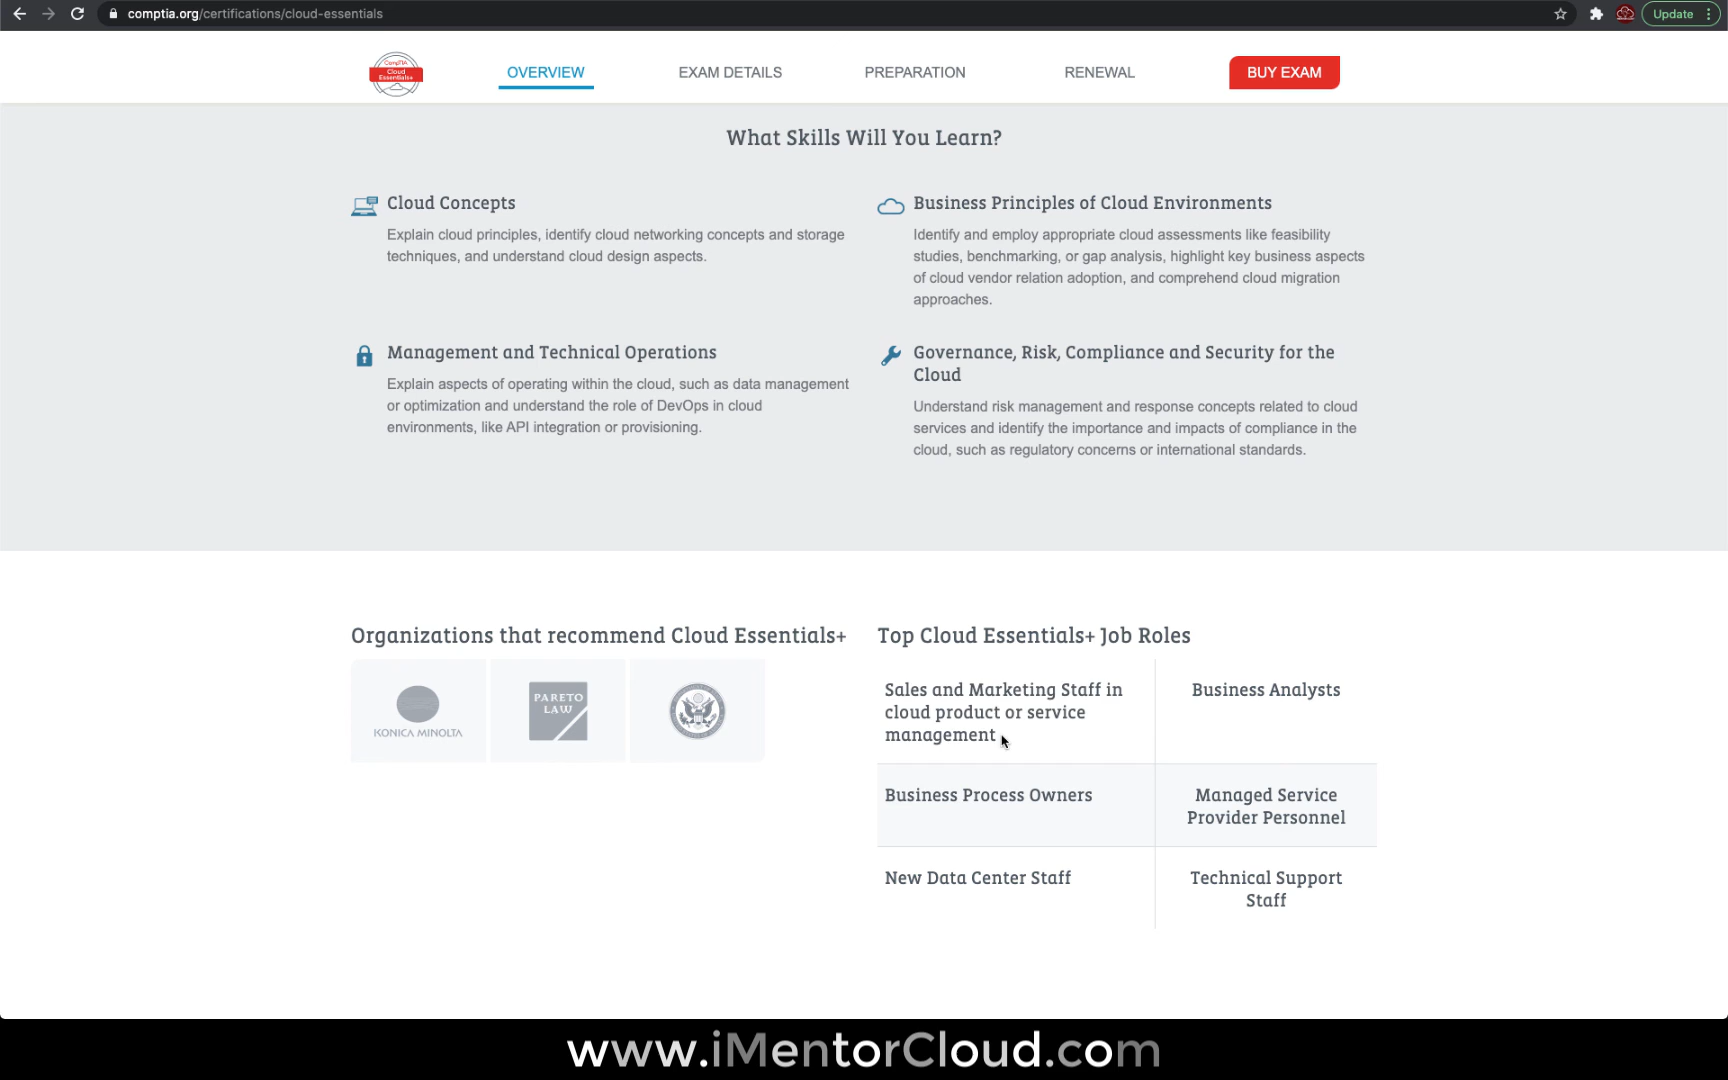 comptia.org/certifications/cloud-essentials
Update
CompTIA
Cloud
Essentials+
OVERVIEW
EXAM DETAILS
PREPARATION
RENEWAL
BUY EXAM
What Skills Will You Learn?
Cloud Concepts
Explain cloud principles, identify cloud networking concepts and storage
techniques, and understand cloud design aspects.
Business Principles of Cloud Environments
Identify and employ appropriate cloud assessments like feasibility
studies, benchmarking, or gap analysis, highlight key business aspects
of cloud vendor relation adoption, and comprehend cloud migration
approaches.
Management and Technical Operations
Explain aspects of operating within the cloud, such as data management
or optimization and understand the role of DevOps in cloud
environments, like API integration or provisioning.
Governance, Risk, Compliance and Security for the
Cloud
Understand risk management and response concepts related to cloud
services and identify the importance and impacts of compliance in the
cloud, such as regulatory concerns or international standards.
Organizations that recommend Cloud Essentials+
KONICA MINOLTA
PARETO
LAW
Top Cloud Essentials+ Job Roles
Sales and Marketing Staff in
cloud product or service
management
Business Analysts
Business Process Owners
Managed Service
Provider Personnel
New Data Center Staff
Technical Support
Staff
www.iMentorCloud.com